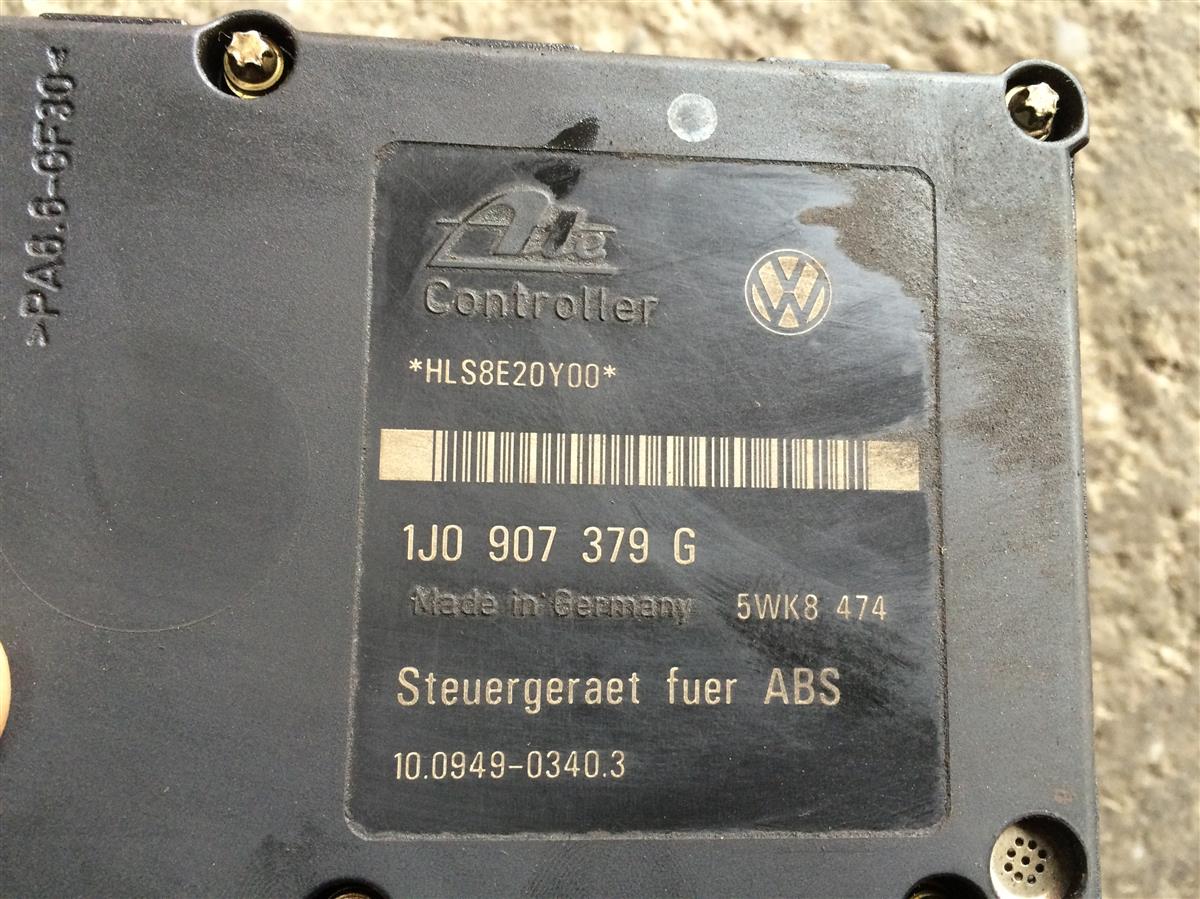 >PA6.6-GF30<
Ate
Controller
*HLS8E20Y00*
1J0 907 379 G
Made in Germany 5WK8 474
Steuergeraet fuer ABS
10.0949-0340.3